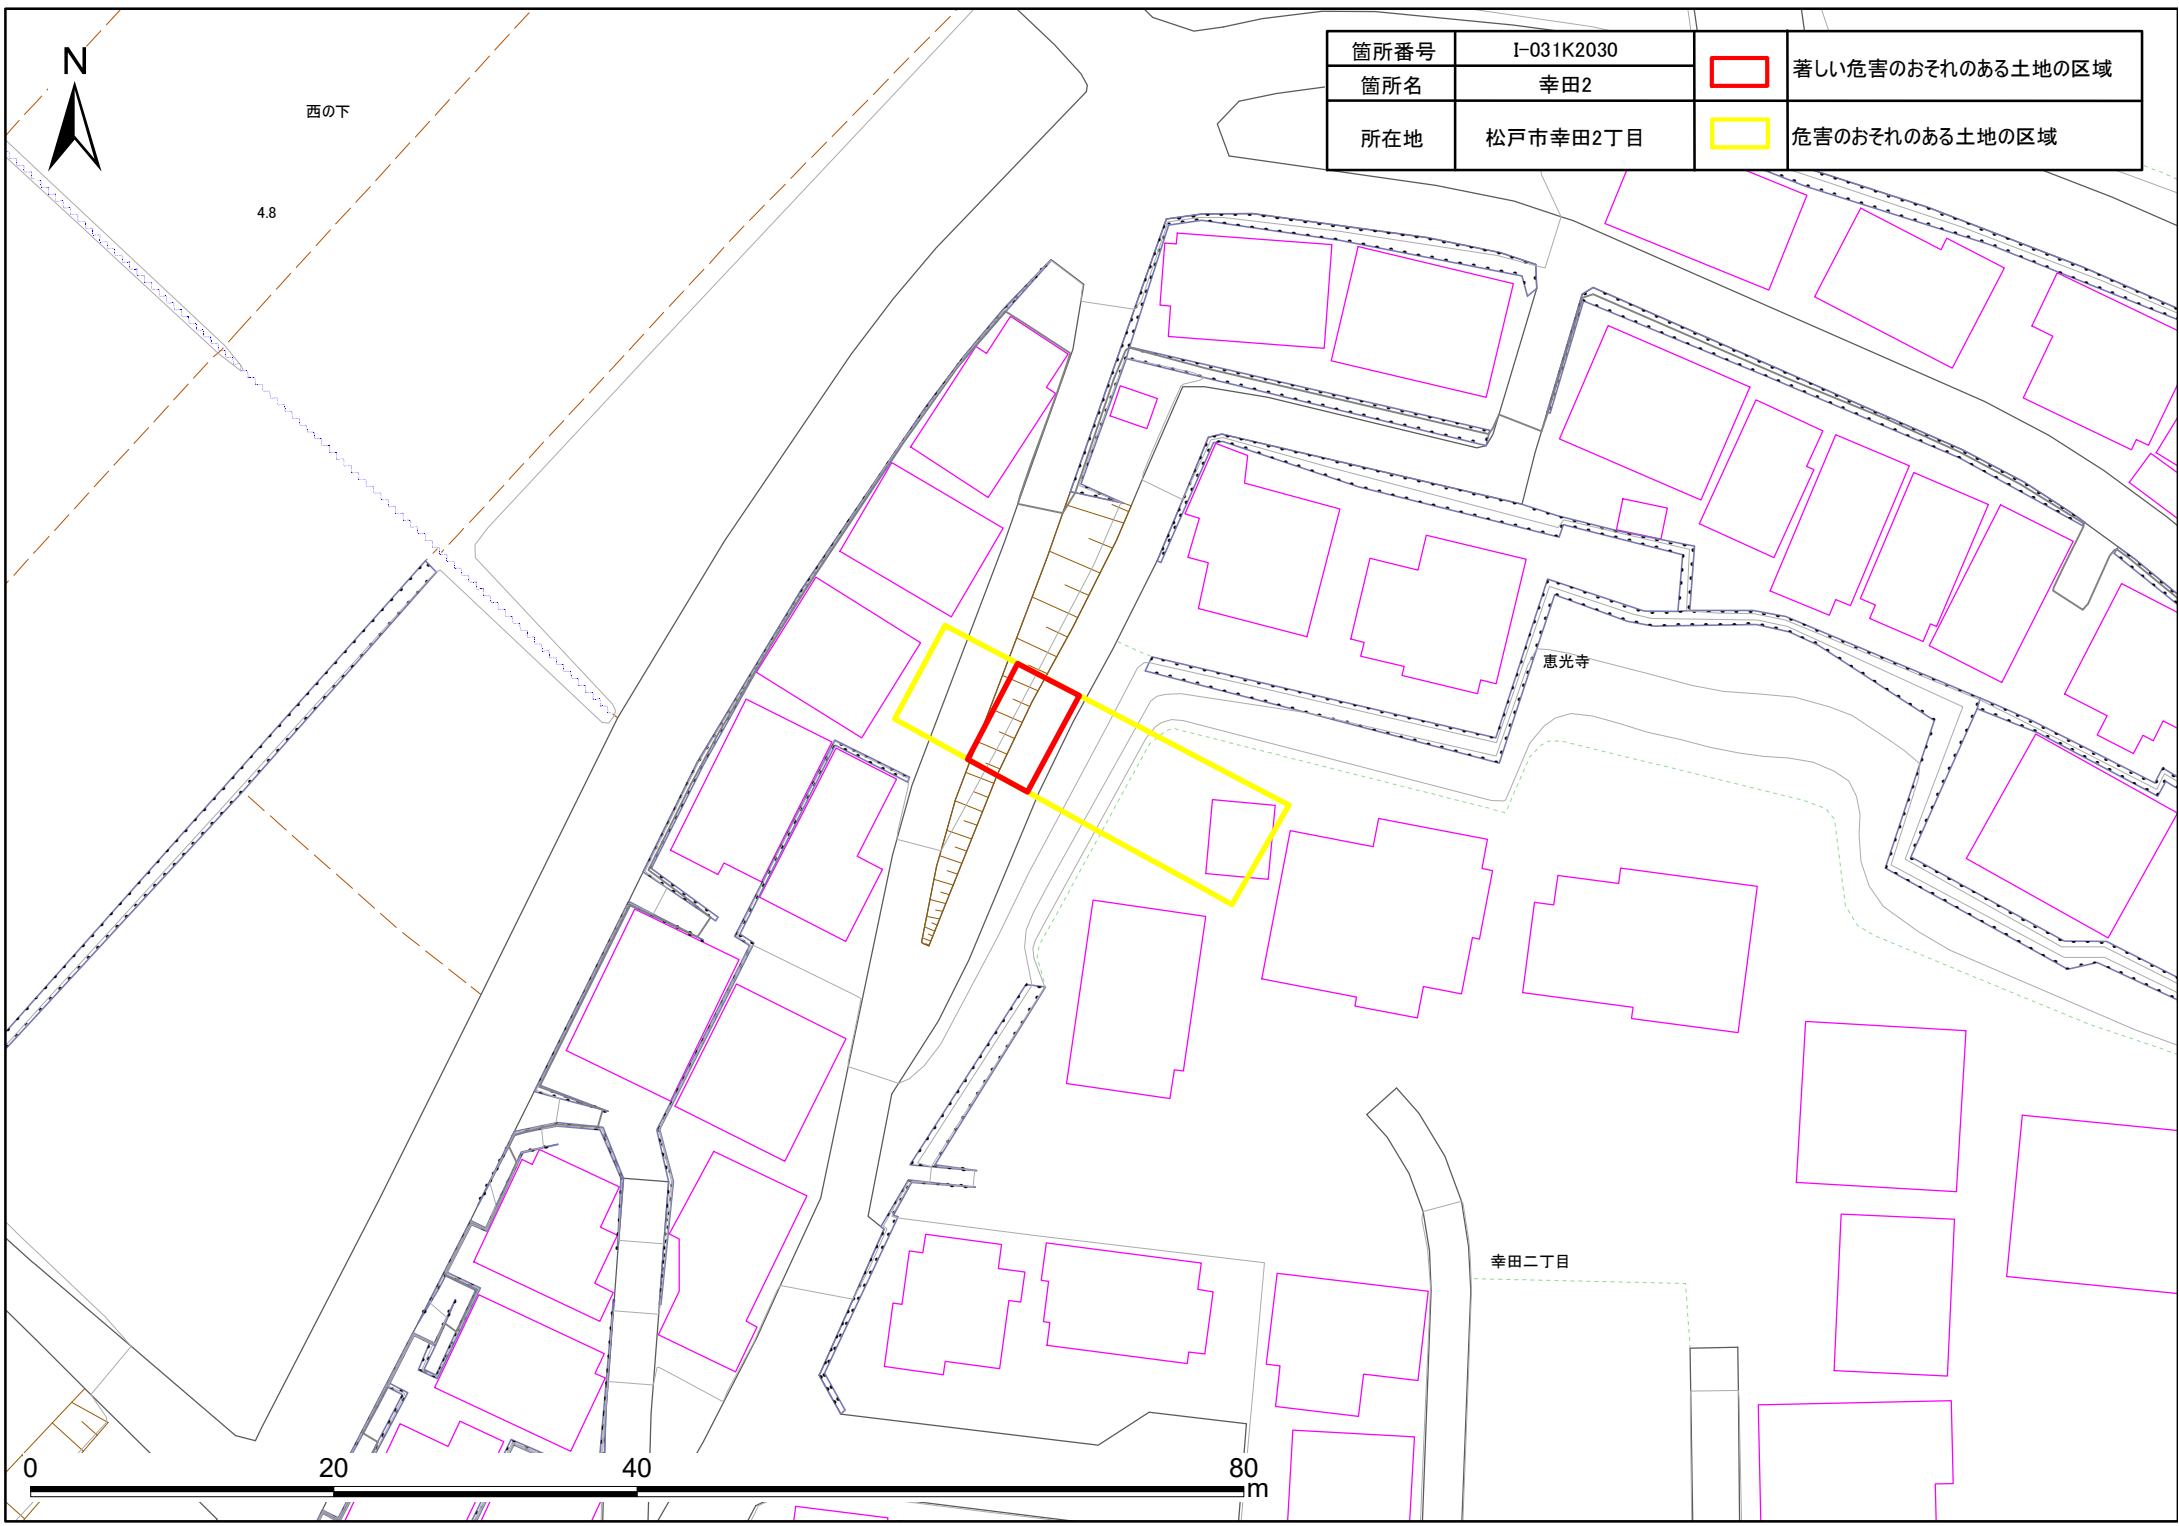 N
西の下
4.8
箇所番号 I-031K2030 著しい危害のおそれのある土地の区域
箇所名 幸田2
所在地 松戸市幸田2丁目 危害のおそれのある土地の区域
恵光寺
幸田二丁目
0 20 40 80
m